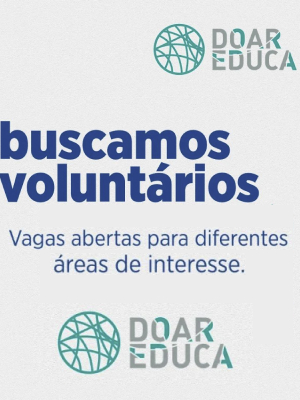 DOAR
EDUCA
buscamos
voluntários
Vagas abertas para diferentes
áreas de interesse.
DOAR
EDUCA